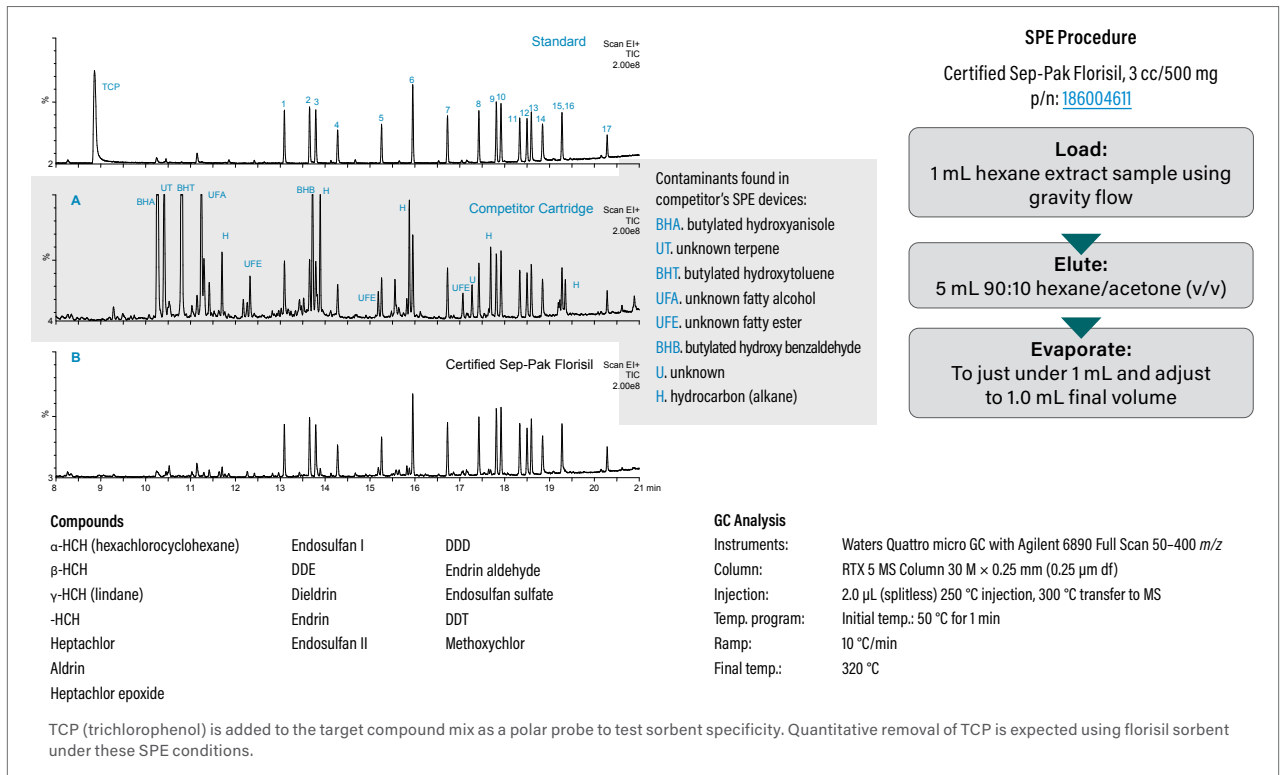 Standard
Scan EI+
TIC
2.00e8
TCP
%
2
1
2
3
4
5
6
7
8
9
10
11
12
13
14
15,16
17
A
Competitor Cartridge
Scan EI+
TIC
2.00e8
BHA
UT
BHT
UFA
H
UFE
BHB
H
UFE
H
UFE
U
H
H
%
4
Contaminants found in
competitor's SPE devices:
BHA. butylated hydroxyanisole
UT. unknown terpene
BHT. butylated hydroxytoluene
UFA. unknown fatty alcohol
UFE. unknown fatty ester
BHB. butylated hydroxy benzaldehyde
U. unknown
H. hydrocarbon (alkane)
B
Certified Sep-Pak Florisil
Scan EI+
TIC
2.00e8
%
3
8 9 10 11 12 13 14 15 16 17 18 19 20 21 min
SPE Procedure
Certified Sep-Pak Florisil, 3 cc/500 mg
p/n: 186004611
Load:
1 mL hexane extract sample using
gravity flow
Elute:
5 mL 90:10 hexane/acetone (v/v)
Evaporate:
To just under 1 mL and adjust
to 1.0 mL final volume
Compounds
α-HCH (hexachlorocyclohexane)
β-HCH
γ-HCH (lindane)
-HCH
Heptachlor
Aldrin
Heptachlor epoxide
Endosulfan I
DDE
Dieldrin
Endrin
Endosulfan II
DDD
Endrin aldehyde
Endosulfan sulfate
DDT
Methoxychlor
GC Analysis
Instruments: Waters Quattro micro GC with Agilent 6890 Full Scan 50–400 m/z
Column: RTX 5 MS Column 30 M × 0.25 mm (0.25 μm df)
Injection: 2.0 μL (splitless) 250 °C injection, 300 °C transfer to MS
Temp. program: Initial temp.: 50 °C for 1 min
Ramp: 10 °C/min
Final temp.: 320 °C
TCP (trichlorophenol) is added to the target compound mix as a polar probe to test sorbent specificity. Quantitative removal of TCP is expected using florisil sorbent
under these SPE conditions.